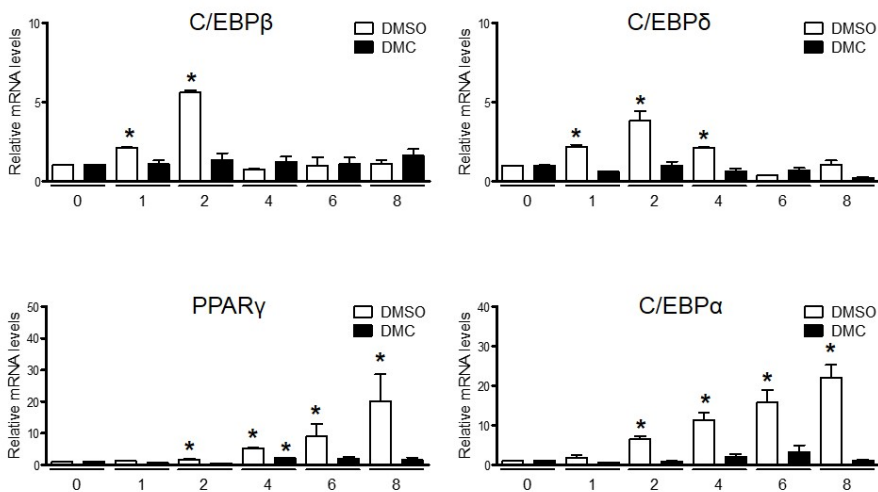 C/EBPβ
Relative mRNA levels
10
5
0
DMSO
DMC
*
*
0 1 2 4 6 8
C/EBPδ
Relative mRNA levels
10
5
0
DMSO
DMC
*
*
*
0 1 2 4 6 8
PPARγ
Relative mRNA levels
50
40
30
20
10
0
DMSO
DMC
*
*
*
*
*
0 1 2 4 6 8
C/EBPα
Relative mRNA levels
40
30
20
10
0
DMSO
DMC
*
*
*
*
0 1 2 4 6 8